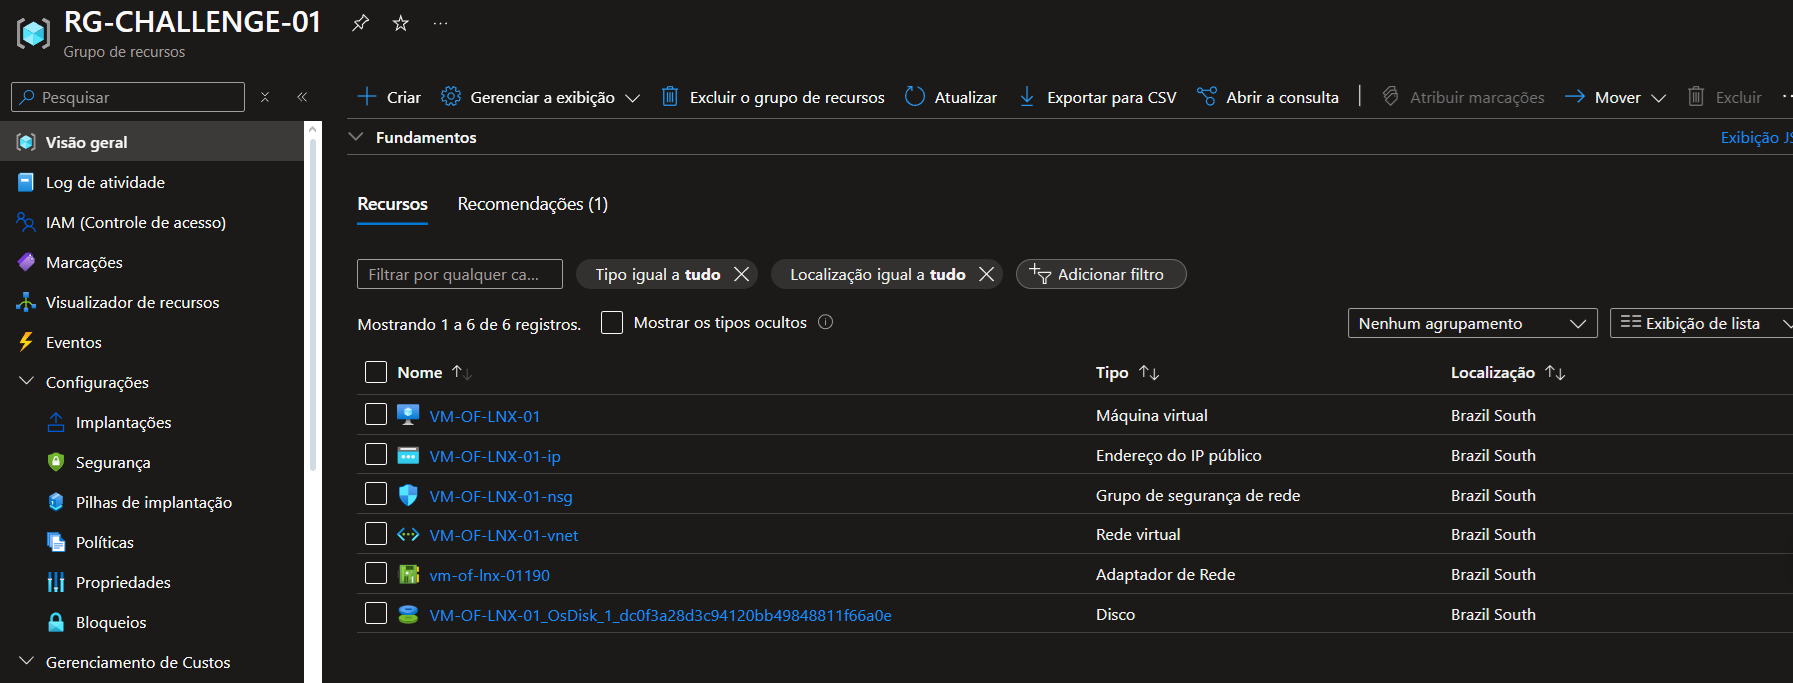 RG-CHALLENGE-01
Grupo de recursos
Pesquisar
Criar
Gerenciar a exibição
Excluir o grupo de recursos
Atualizar
Exportar para CSV
Abrir a consulta
Atribuir marcações
Mover
Excluir
Visão geral
Log de atividade
IAM (Controle de acesso)
Marcações
Visualizador de recursos
Eventos
Configurações
Implantações
Segurança
Pilhas de implantação
Políticas
Propriedades
Bloqueios
Gerenciamento de Custos
Fundamentos
Exibição JS
Recursos
Recomendações (1)
Filtrar por qualquer ca...
Tipo igual a tudo
Localização igual a tudo
Adicionar filtro
Mostrando 1 a 6 de 6 registros.
Mostrar os tipos ocultos
Nenhum agrupamento
Exibição de lista
Nome Tipo Localização
VM-OF-LNX-01 Máquina virtual Brazil South
VM-OF-LNX-01-ip Endereço do IP público Brazil South
VM-OF-LNX-01-nsg Grupo de segurança de rede Brazil South
VM-OF-LNX-01-vnet Rede virtual Brazil South
vm-of-lnx-01190 Adaptador de Rede Brazil South
VM-OF-LNX-01_OsDisk_1_dc0f3a28d3c94120bb49848811f66a0e Disco Brazil South